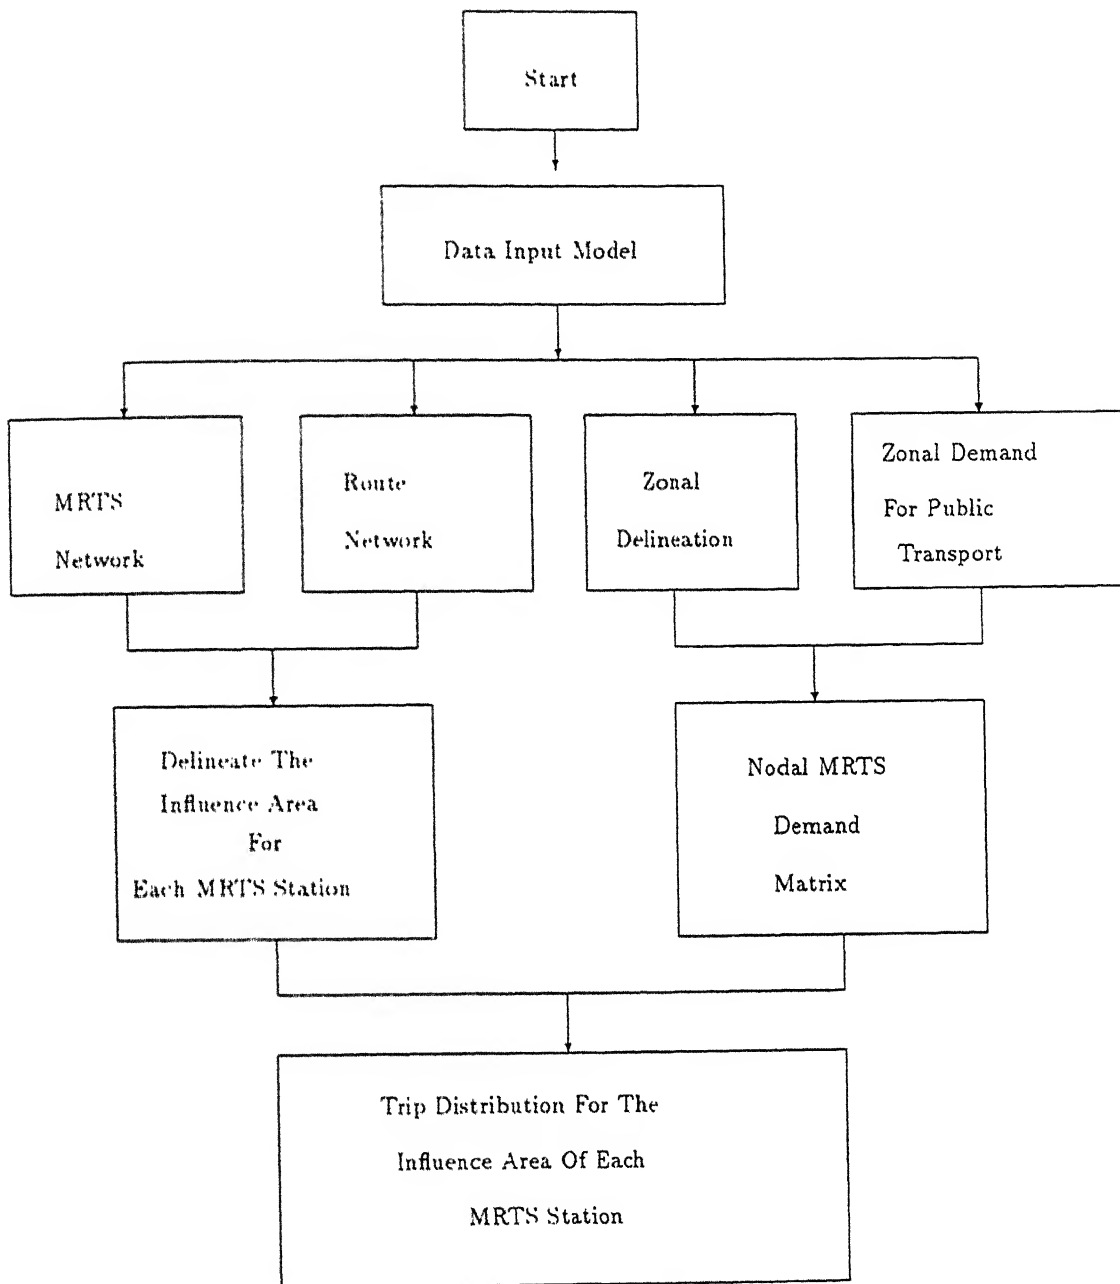 Start
Data Input Model
MRTS
Network
Route
Network
Zonal
Delineation
Zonal Demand
For Public
Transport
Delineate The
Influence Area
For
Each MRTS Station
Nodal MRTS
Demand
Matrix
Trip Distribution For The
Influence Area Of Each
MRTS Station